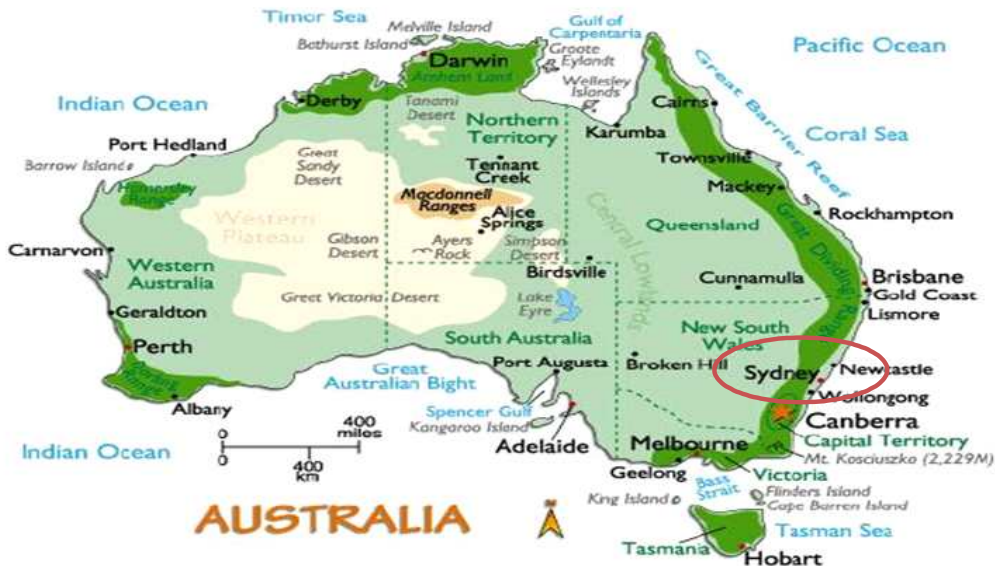 Timor Sea
Melville Island
Bathurst Island
Gulf of
Carpentaria
Groote
Eylandt
Wellesley
Islands
Pacific Ocean
Darwin
Arnhem Land
Indian Ocean
Derby
Tanami
Desert
Northern
Territory
Karumba
Cairns
Great Barrier Reef
Coral Sea
Port Hedland
Barrow Island
Hamersley
Range
Great
Sandy
Desert
Tennant
Creek
Townsville
Mackey
Macdonnell
Ranges
Alice
Springs
Western
Plateau
Rockhampton
Queensland
Great Dividing Range
Central Lowlands
Carnarvon
Gibson
Desert
Ayers
Rock
Simpson
Desert
Birdsville
Western
Australia
Cunnamulla
Brisbane
Gold Coast
Lismore
Great Victoria Desert
Lake
Eyre
Geraldton
South Australia
New South
Wales
Perth
Darling
Port Augusta
Broken Hill
Sydney
Newcastle
Wollongong
Great
Australian Bight
Albany
Spencer Gulf
Kangaroo Island
Adelaide
Canberra
Capital Territory
Mt. Kosciuszko (2,229M)
0
400
miles
0
400
km
Indian Ocean
Melbourne
Geelong
Victoria
King Island
Bass
Strait
Flinders Island
Cape Barren Island
AUSTRALIA
Tasman Sea
Tasmania
Hobart